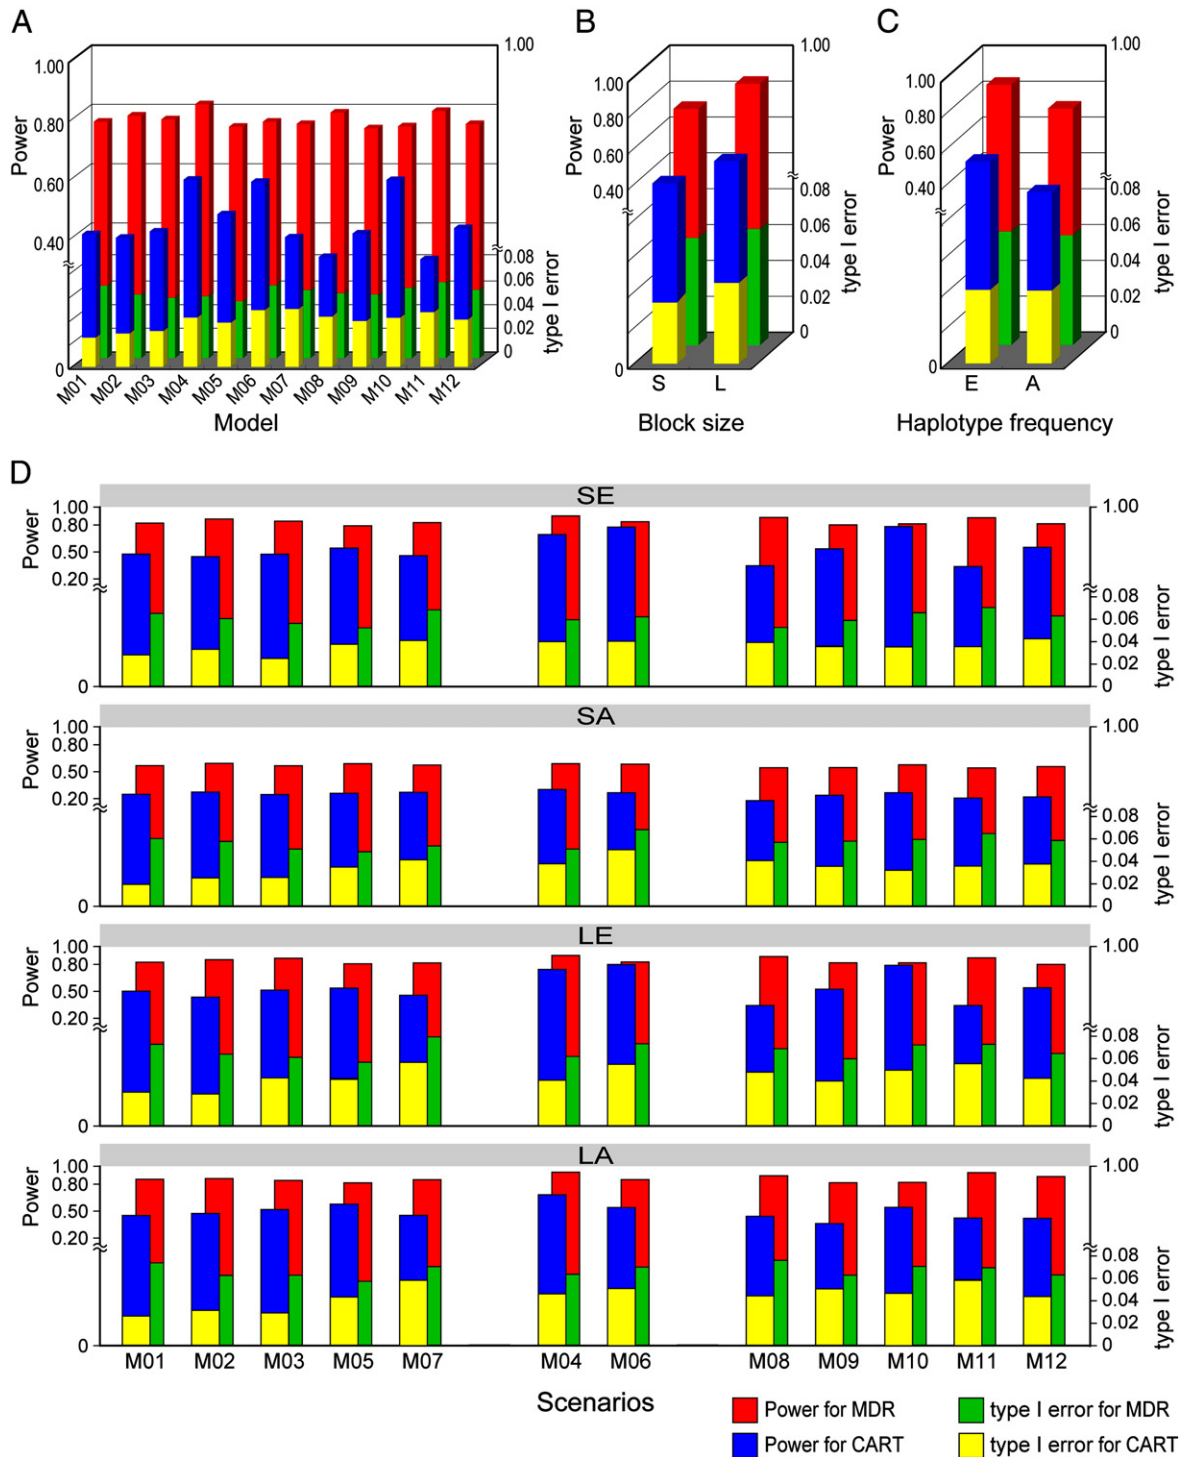 A
Power
1.00
0.80
0.60
0.40
0
1.00
0.08
0.06
0.04
0.02
0
type I error
M01 M02 M03 M04 M05 M06 M07 M08 M09 M10 M11 M12
Model
B
Power
1.00
0.80
0.60
0.40
0
1.00
0.08
0.06
0.04
0.02
0
type I error
S L
Block size
C
Power
1.00
0.80
0.60
0.40
0
1.00
0.08
0.06
0.04
0.02
0
type I error
E A
Haplotype frequency
D
SE
Power
1.00
0.80
0.50
0.20
0
1.00
0.08
0.06
0.04
0.02
0
type I error
SA
Power
1.00
0.80
0.50
0.20
0
1.00
0.08
0.06
0.04
0.02
0
type I error
LE
Power
1.00
0.80
0.50
0.20
0
1.00
0.08
0.06
0.04
0.02
0
type I error
LA
Power
1.00
0.80
0.50
0.20
0
1.00
0.08
0.06
0.04
0.02
0
type I error
M01 M02 M03 M05 M07 M04 M06 M08 M09 M10 M11 M12
Scenarios
Power for MDR
type I error for MDR
Power for CART
type I error for CART